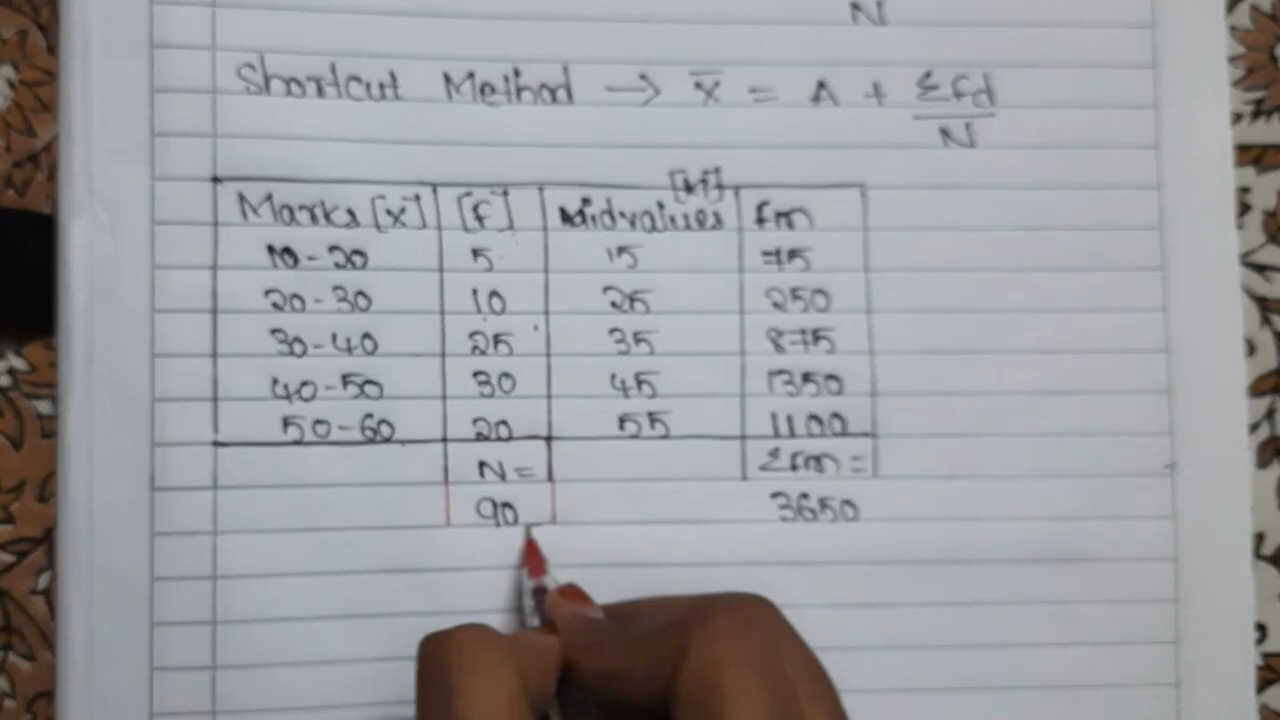 N
Shortcut Method → x̄ = A + Σfd
N
[M]
Marks [x] [f] Midvalues fm
10-20 5 15 75
20-30 10 25 250
30-40 25 35 875
40-50 30 45 1350
50-60 20 55 1100
N = Σfm =
90 3650